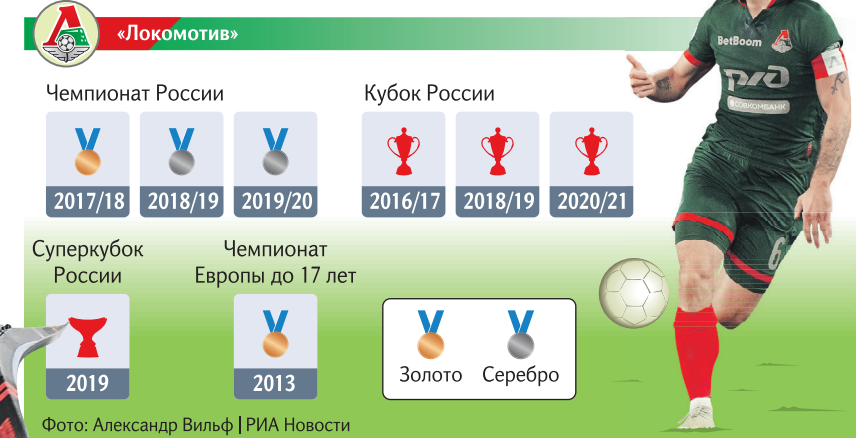 «Локомотив»
Чемпионат России
2017/18
2018/19
2019/20
Кубок России
2016/17
2018/19
2020/21
Суперкубок
России
2019
Чемпионат
Европы до 17 лет
2013
Золото
Серебро
Фото: Александр Вильф | РИА Новости
BetBoom
РЖД
СОВКОМБАНК
6